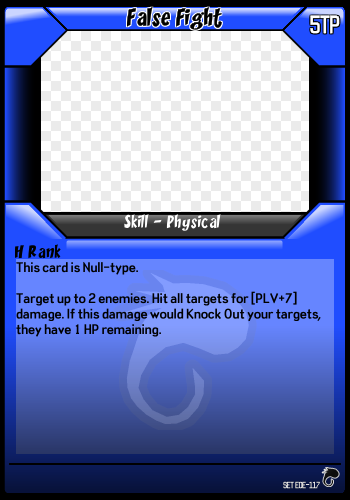 False Fight
5TP
Skill - Physical
H Rank
This card is Null-type.
Target up to 2 enemies. Hit all targets for [PLV+7]
damage. If this damage would Knock Out your targets,
they have 1 HP remaining.
SET EDE-117